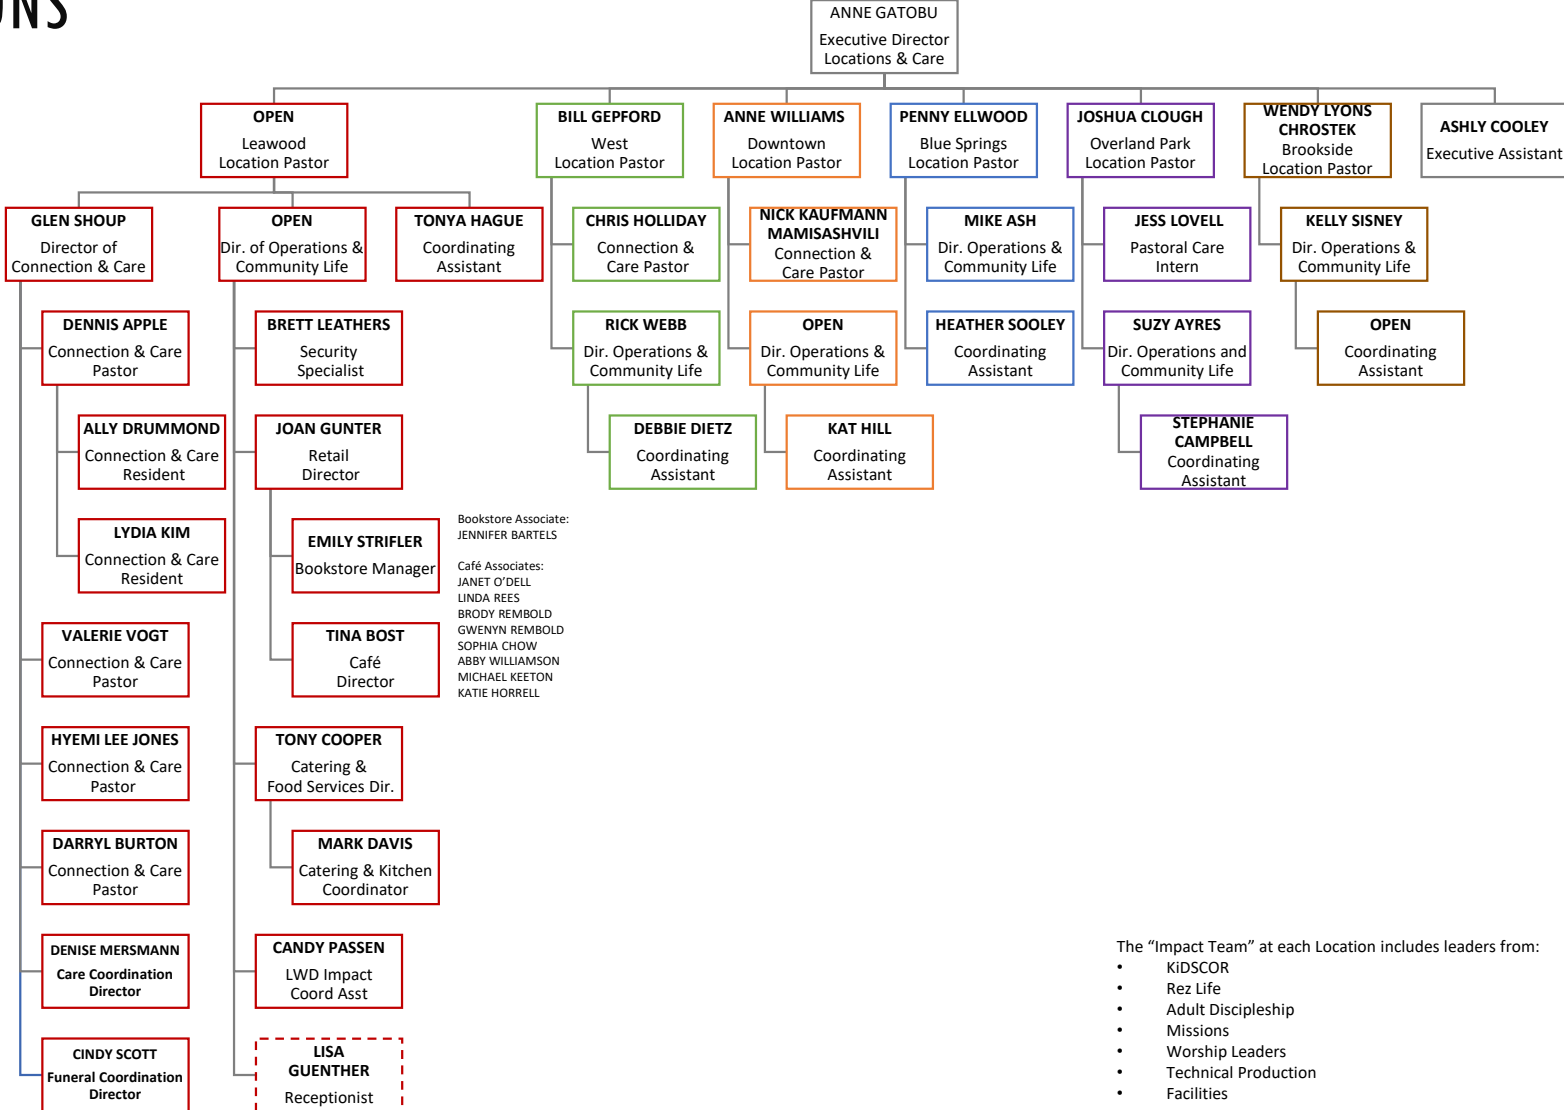 ANNE GATOBU
Executive Director
Locations & Care
OPEN
Leawood
Location Pastor
BILL GEPFORD
West
Location Pastor
ANNE WILLIAMS
Downtown
Location Pastor
PENNY ELLWOOD
Blue Springs
Location Pastor
JOSHUA CLOUGH
Overland Park
Location Pastor
WENDY LYONS
CHROSTEK
Brookside
Location Pastor
ASHLY COOLEY
Executive Assistant
GLEN SHOUP
Director of
Connection & Care
OPEN
Dir. of Operations &
Community Life
TONYA HAGUE
Coordinating
Assistant
CHRIS HOLLIDAY
Connection &
Care Pastor
NICK KAUFMANN
MAMISASHVILI
Connection &
Care Pastor
MIKE ASH
Dir. Operations &
Community Life
JESS LOVELL
Pastoral Care
Intern
KELLY SISNEY
Dir. Operations &
Community Life
DENNIS APPLE
Connection & Care
Pastor
BRETT LEATHERS
Security
Specialist
RICK WEBB
Dir. Operations &
Community Life
OPEN
Dir. Operations &
Community Life
HEATHER SOOLEY
Coordinating
Assistant
SUZY AYRES
Dir. Operations and
Community Life
OPEN
Coordinating
Assistant
ALLY DRUMMOND
Connection & Care
Resident
JOAN GUNTER
Retail
Director
DEBBIE DIETZ
Coordinating
Assistant
KAT HILL
Coordinating
Assistant
STEPHANIE
CAMPBELL
Coordinating
Assistant
LYDIA KIM
Connection & Care
Resident
EMILY STRIFLER
Bookstore Manager
Bookstore Associate:
JENNIFER BARTELS
Café Associates:
JANET O’DELL
LINDA REES
BRODY REMBOLD
GWENYN REMBOLD
SOPHIA CHOW
ABBY WILLIAMSON
MICHAEL KEETON
KATIE HORRELL
VALERIE VOGT
Connection & Care
Pastor
TINA BOST
Café
Director
HYEMI LEE JONES
Connection & Care
Pastor
TONY COOPER
Catering &
Food Services Dir.
DARRYL BURTON
Connection & Care
Pastor
MARK DAVIS
Catering & Kitchen
Coordinator
DENISE MERSMANN
Care Coordination
Director
CANDY PASSEN
LWD Impact
Coord Asst
CINDY SCOTT
Funeral Coordination
Director
LISA
GUENTHER
Receptionist
The “Impact Team” at each Location includes leaders from:
• KiDSCOR
• Rez Life
• Adult Discipleship
• Missions
• Worship Leaders
• Technical Production
• Facilities